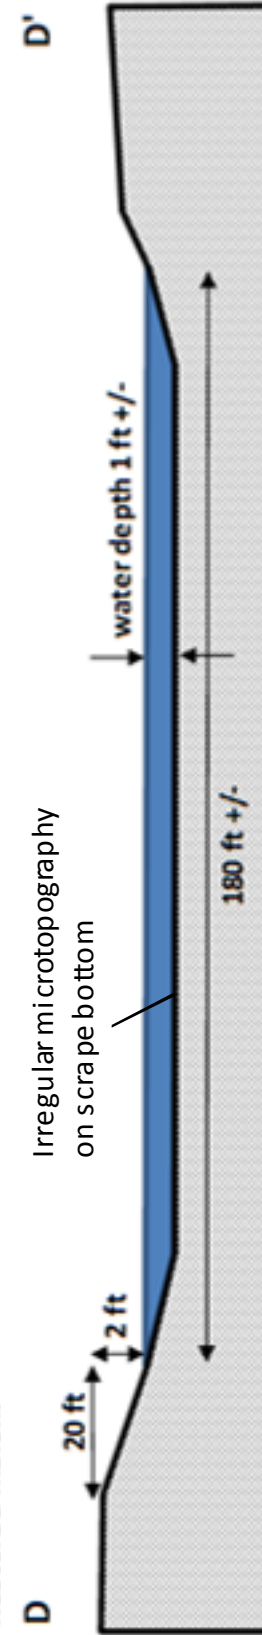 D
D'
Irregular microtopography
on scrape bottom
water depth 1 ft +/-
20 ft
2 ft
180 ft +/-